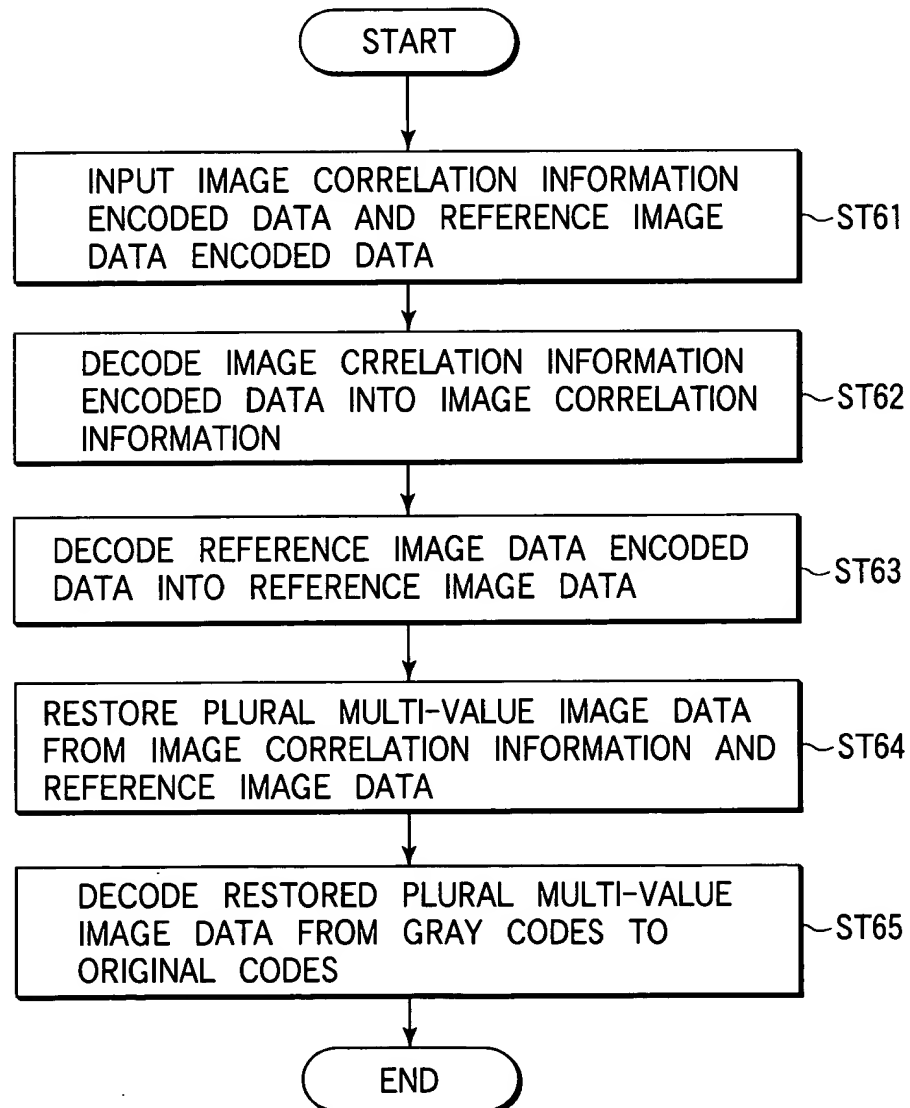 START
INPUT IMAGE CORRELATION INFORMATION
ENCODED DATA AND REFERENCE IMAGE
DATA ENCODED DATA
ST61
DECODE IMAGE CRRELATION INFORMATION
ENCODED DATA INTO IMAGE CORRELATION
INFORMATION
ST62
DECODE REFERENCE IMAGE DATA ENCODED
DATA INTO REFERENCE IMAGE DATA
ST63
RESTORE PLURAL MULTI-VALUE IMAGE DATA
FROM IMAGE CORRELATION INFORMATION AND
REFERENCE IMAGE DATA
ST64
DECODE RESTORED PLURAL MULTI-VALUE
IMAGE DATA FROM GRAY CODES TO
ORIGINAL CODES
ST65
END